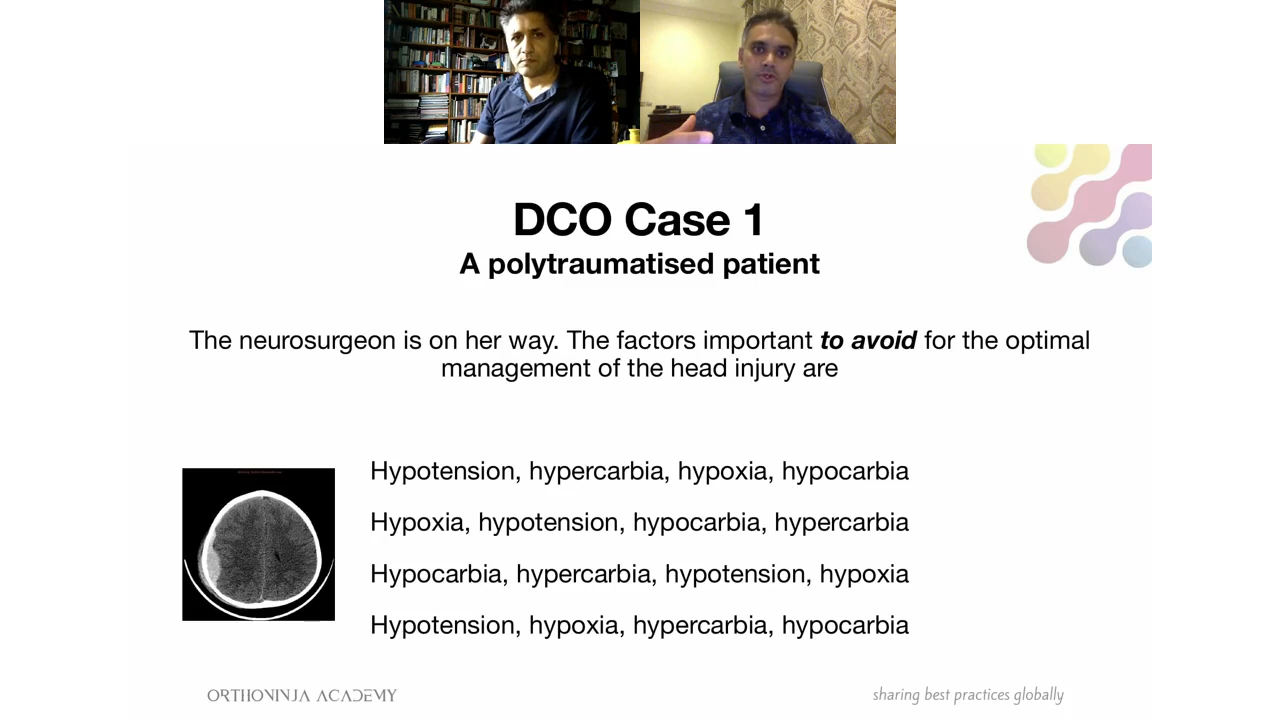 DCO Case 1
A polytraumatised patient
The neurosurgeon is on her way. The factors important to avoid for the optimal
management of the head injury are
Hypotension, hypercarbia, hypoxia, hypocarbia
Hypoxia, hypotension, hypocarbia, hypercarbia
Hypocarbia, hypercarbia, hypotension, hypoxia
Hypotension, hypoxia, hypercarbia, hypocarbia
ORTHONINJA ACADEMY
sharing best practices globally